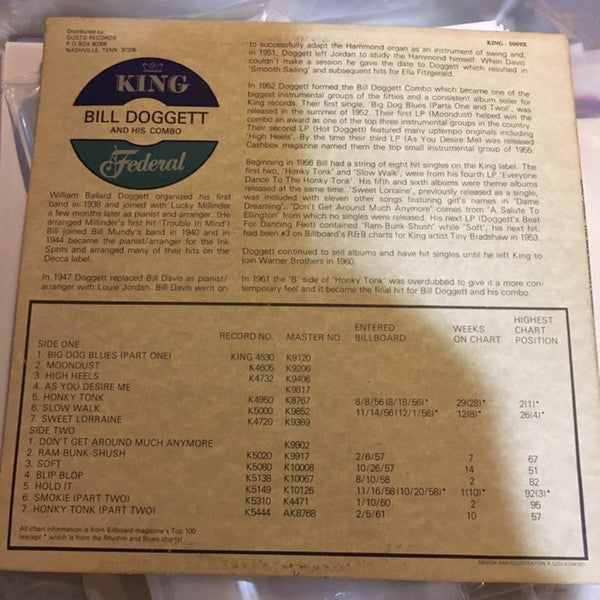 Distributed by:
GUSTO RECORDS
P.O. BOX 60306
NASHVILLE, TENN. 37206
KING
BILL DOGGETT
AND HIS COMBO
Federal
William Ballard Doggett organized his first
band in 1938 and joined with Lucky Millinder
a few months later as pianist and arranger. (He
arranged Millinder's first hit 'Trouble in Mind')
Bill joined Bill Mundy's band in 1940 and in
1944 became the pianist/arranger for the Ink
Spots and arranged many of their hits on the
Decca label.
In 1947 Doggett replaced Bill Davis as pianist/
arranger with Louie Jordan. Bill Davis went on
KING - 5009X
to successfully adapt the Hammond organ as an instrument of swing and,
in 1951, Doggett left Jordan to study the Hammond himself. When Davis
couldn't make a session he gave the date to Doggett which resulted in
'Smooth Sailing' and subsequent hits for Ella Fitzgerald.
In 1952 Doggett formed the Bill Doggett Combo which became one of the
biggest instrumental groups of the fifties and a consistent album seller for
King records. Their first single, 'Big Dog Blues (Parts One and Two)', was
released in the summer of 1952. Their first LP (Moondust) helped win the
combo an award as one of the top three instrumental groups in the country.
Their second LP (Hot Doggett) featured many uptempo originals including
'High Heels'. By the time their third LP (As You Desire Me) was released
Cashbox magazine named them the top small instrumental group of 1955.
Beginning in 1956 Bill had a string of eight hit singles on the King label. The
first two, 'Honky Tonk' and 'Slow Walk', were from his fourth LP 'Everyone
Dance To The Honky Tonk'. His fifth and sixth albums were theme albums
released at the same time. 'Sweet Lorraine', previously released as a single,
was included with eleven other songs featuring girl's names in 'Dame
Dreaming'. 'Don't Get Around Much Anymore' comes from 'A Salute To
Ellington' from which no singles were released. His next LP (Doggett's Beat
For Dancing Feet) contained 'Ram-Bunk-Shush' while 'Soft', his next hit,
had been #3 on Billboard's R&B charts for King artist Tiny Bradshaw in 1953.
Doggett continued to sell albums and have hit singles until he left King to
join Warner Brothers in 1960.
In 1961 the 'B' side of 'Honky Tonk' was overdubbed to give it a more con-
temporary feel and it became the final hit for Bill Doggett and his combo.
RECORD NO. MASTER NO. ENTERED BILLBOARD WEEKS ON CHART HIGHEST CHART POSITION
SIDE ONE
1. BIG DOG BLUES (PART ONE) KING 4530 K9120
2. MOONDUST K4605 K9206
3. HIGH HEELS K4732 K9406
4. AS YOU DESIRE ME K9817
5. HONKY TONK K4950 K8767 8/8/56(8/18/56)* 29(28)* 2(1)*
6. SLOW WALK K5000 K9852 11/14/56(12/1/56)* 12(8)* 26(4)*
7. SWEET LORRAINE K4720 K9369
SIDE TWO
1. DON'T GET AROUND MUCH ANYMORE K9902
2. RAM-BUNK-SHUSH K5020 K9917 2/6/57 7 67
3. SOFT K5080 K10008 10/26/57 14 51
4. BLIP BLOP K5138 K10067 8/10/58 2 82
5. HOLD IT K5149 K10126 11/16/58(10/20/58)* 1(10)* 92(3)*
6. SMOKIE (PART TWO) K5310 K4471 1/10/60 2 95
7. HONKY TONK (PART TWO) K5444 AK8768 2/5/61 10 57
All chart information is from Billboard magazine's Top 100
(except * which is from the Rhythm and Blues charts)
DESIGN AND ILLUSTRATION R SZOLKOWSKI